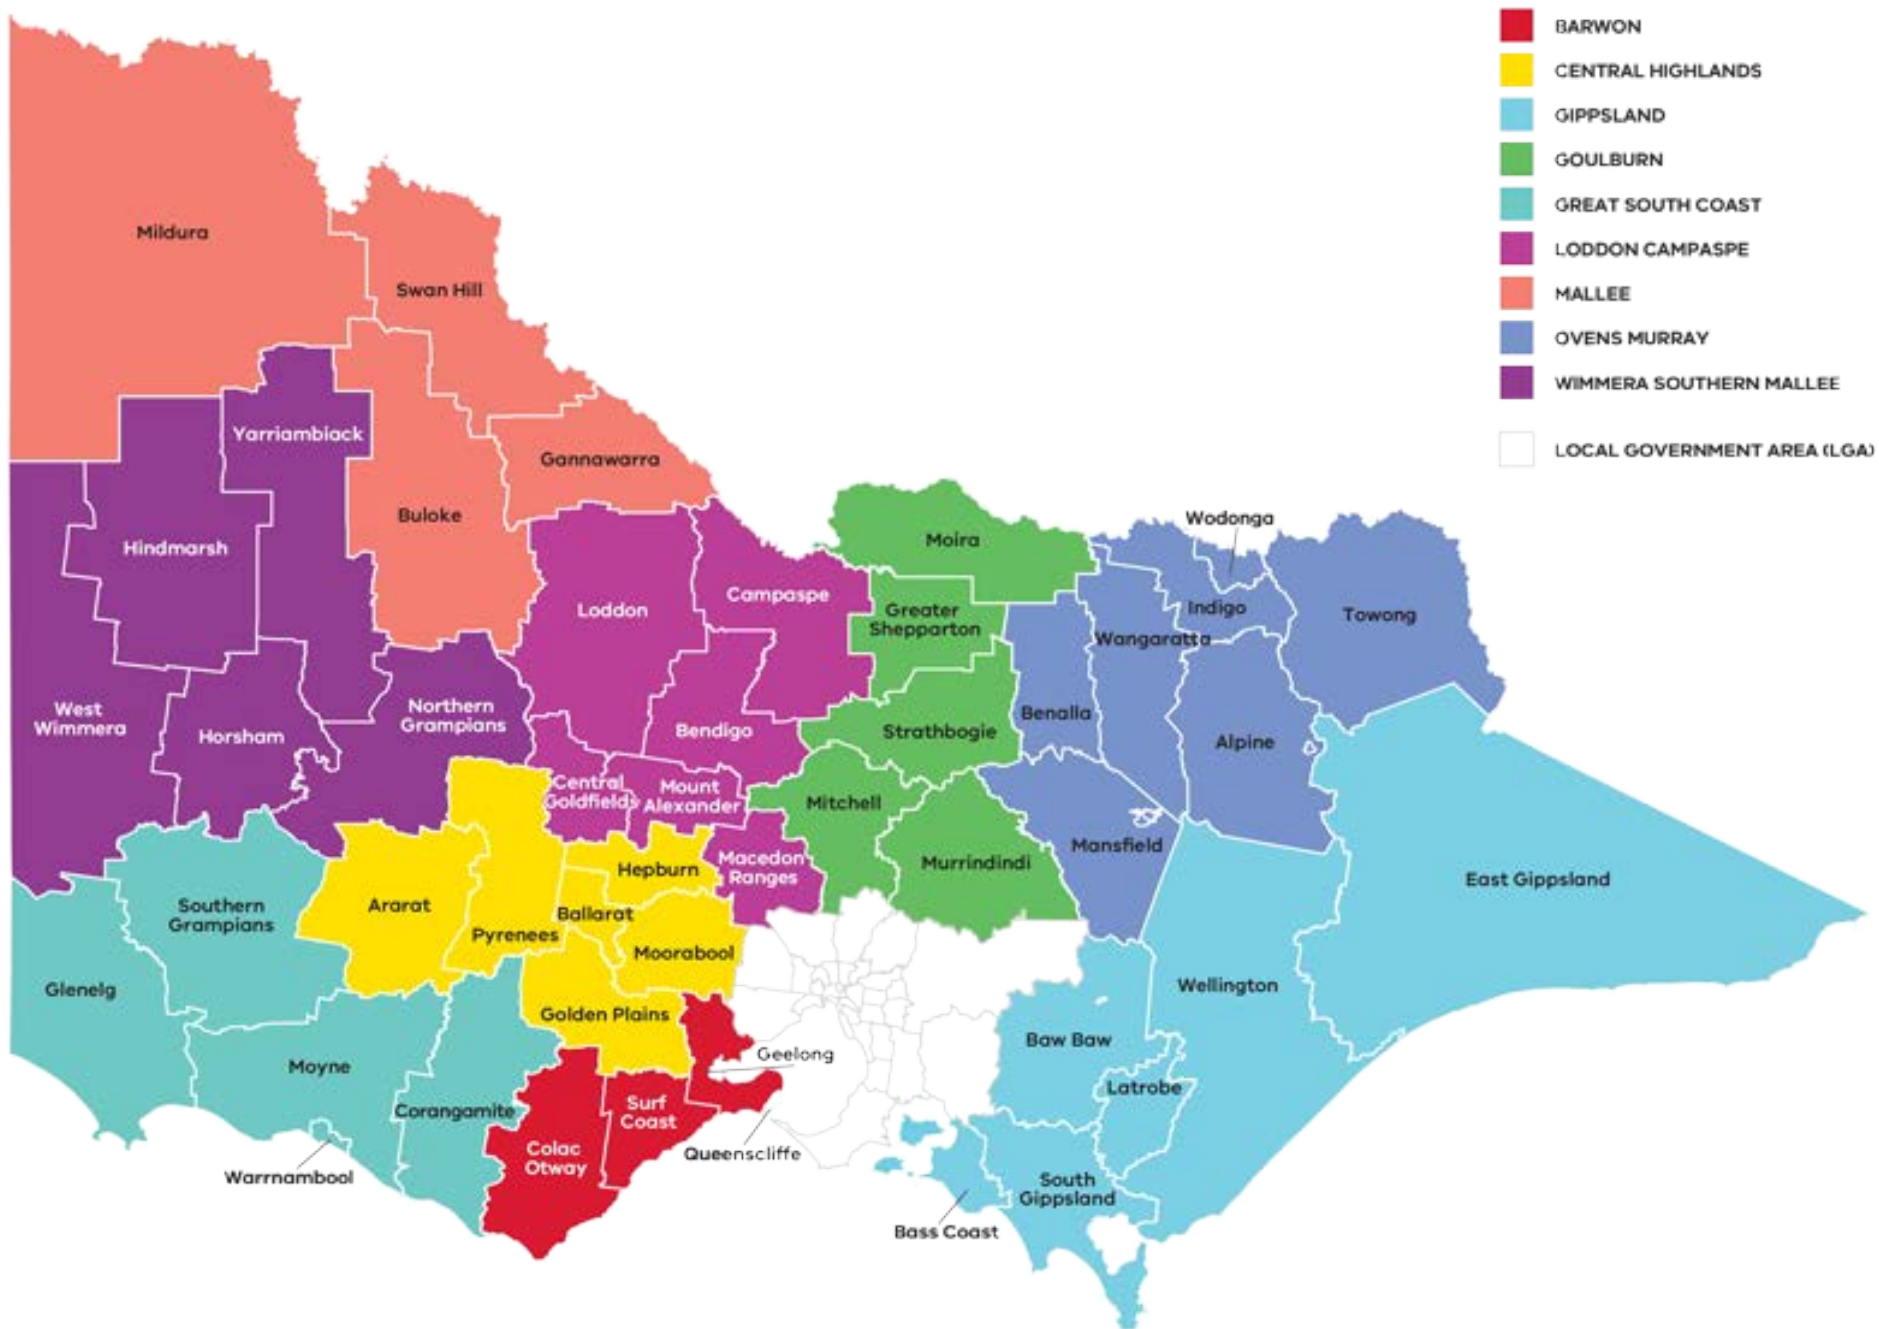 BARWON
CENTRAL HIGHLANDS
GIPPSLAND
GOULBURN
GREAT SOUTH COAST
LODDON CAMPASPE
MALLEE
OVENS MURRAY
WIMMERA SOUTHERN MALLEE
LOCAL GOVERNMENT AREA (LGA)
Mildura
Swan Hill
Yarriambiack
Gannawarra
Buloke
Hindmarsh
Wodonga
Moira
Loddon
Campaspe
Greater
Shepparton
Indigo
Towong
Wangaratta
West
Wimmera
Horsham
Northern
Grampians
Bendigo
Strathbogie
Benalla
Alpine
Central
Goldfields
Mount
Alexander
Mitchell
Mansfield
Hepburn
Macedon
Ranges
Murrindindi
East Gippsland
Southern
Grampians
Ararat
Ballarat
Pyrenees
Moorabool
Glenelg
Wellington
Golden Plains
Moyne
Geelong
Baw Baw
Latrobe
Corangamite
Surf
Coast
Colac
Otway
Queenscliffe
Warrnambool
South
Gippsland
Bass Coast